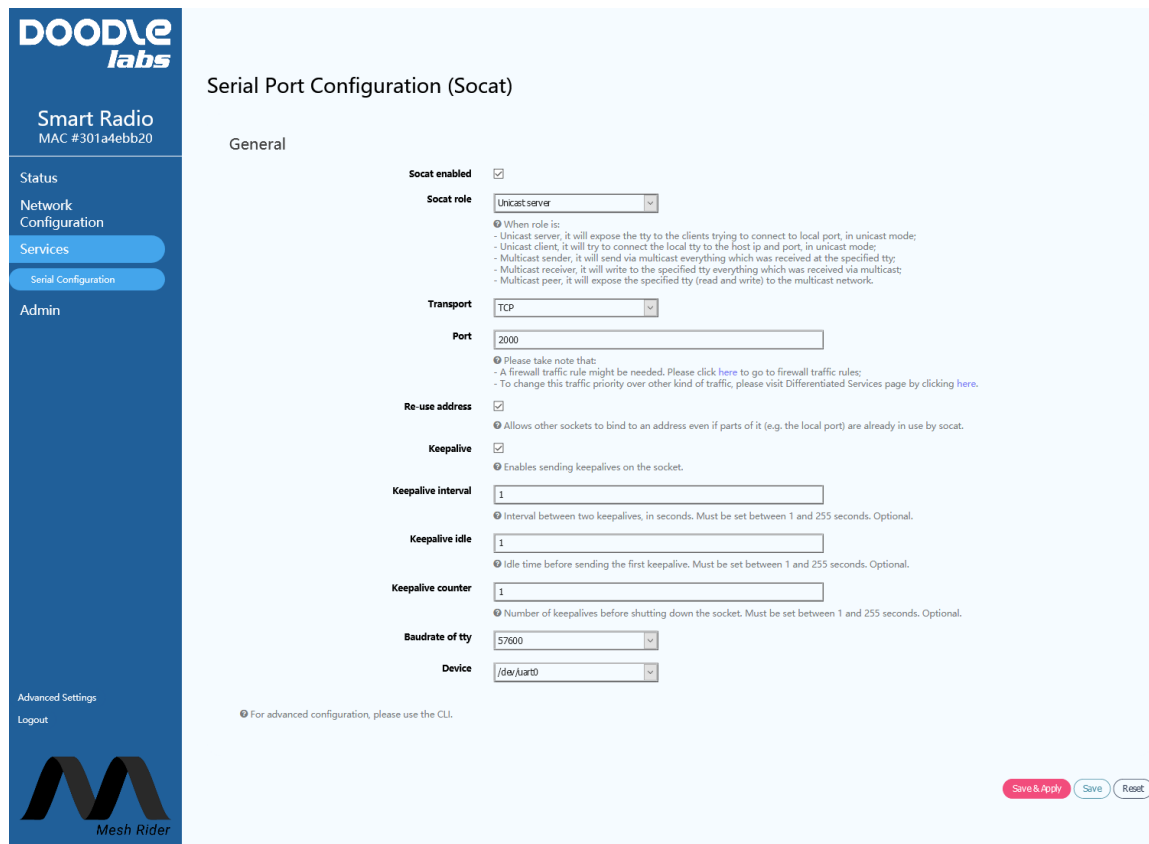 DOODLE
labs
Smart Radio
MAC #301a4ebb20
Status
Network
Configuration
Services
Serial Configuration
Admin
Advanced Settings
Logout
Mesh Rider
Serial Port Configuration (Socat)
General
Socat enabled
Socat role Unicast server
When role is:
- Unicast server, it will expose the tty to the clients trying to connect to local port, in unicast mode;
- Unicast client, it will try to connect the local tty to the host ip and port, in unicast mode;
- Multicast sender, it will send via multicast everything which was received at the specified tty;
- Multicast receiver, it will write to the specified tty everything which was received via multicast;
- Multicast peer, it will expose the specified tty (read and write) to the multicast network.
Transport TCP
Port 2000
Please take note that:
- A firewall traffic rule might be needed. Please click here to go to firewall traffic rules;
- To change this traffic priority over other kind of traffic, please visit Differentiated Services page by clicking here.
Re-use address
Allows other sockets to bind to an address even if parts of it (e.g. the local port) are already in use by socat.
Keepalive
Enables sending keepalives on the socket.
Keepalive interval 1
Interval between two keepalives, in seconds. Must be set between 1 and 255 seconds. Optional.
Keepalive idle 1
Idle time before sending the first keepalive. Must be set between 1 and 255 seconds. Optional.
Keepalive counter 1
Number of keepalives before shutting down the socket. Must be set between 1 and 255 seconds. Optional.
Baudrate of tty 57600
Device /dev/uart0
For advanced configuration, please use the CLI.
Save & Apply Save Reset